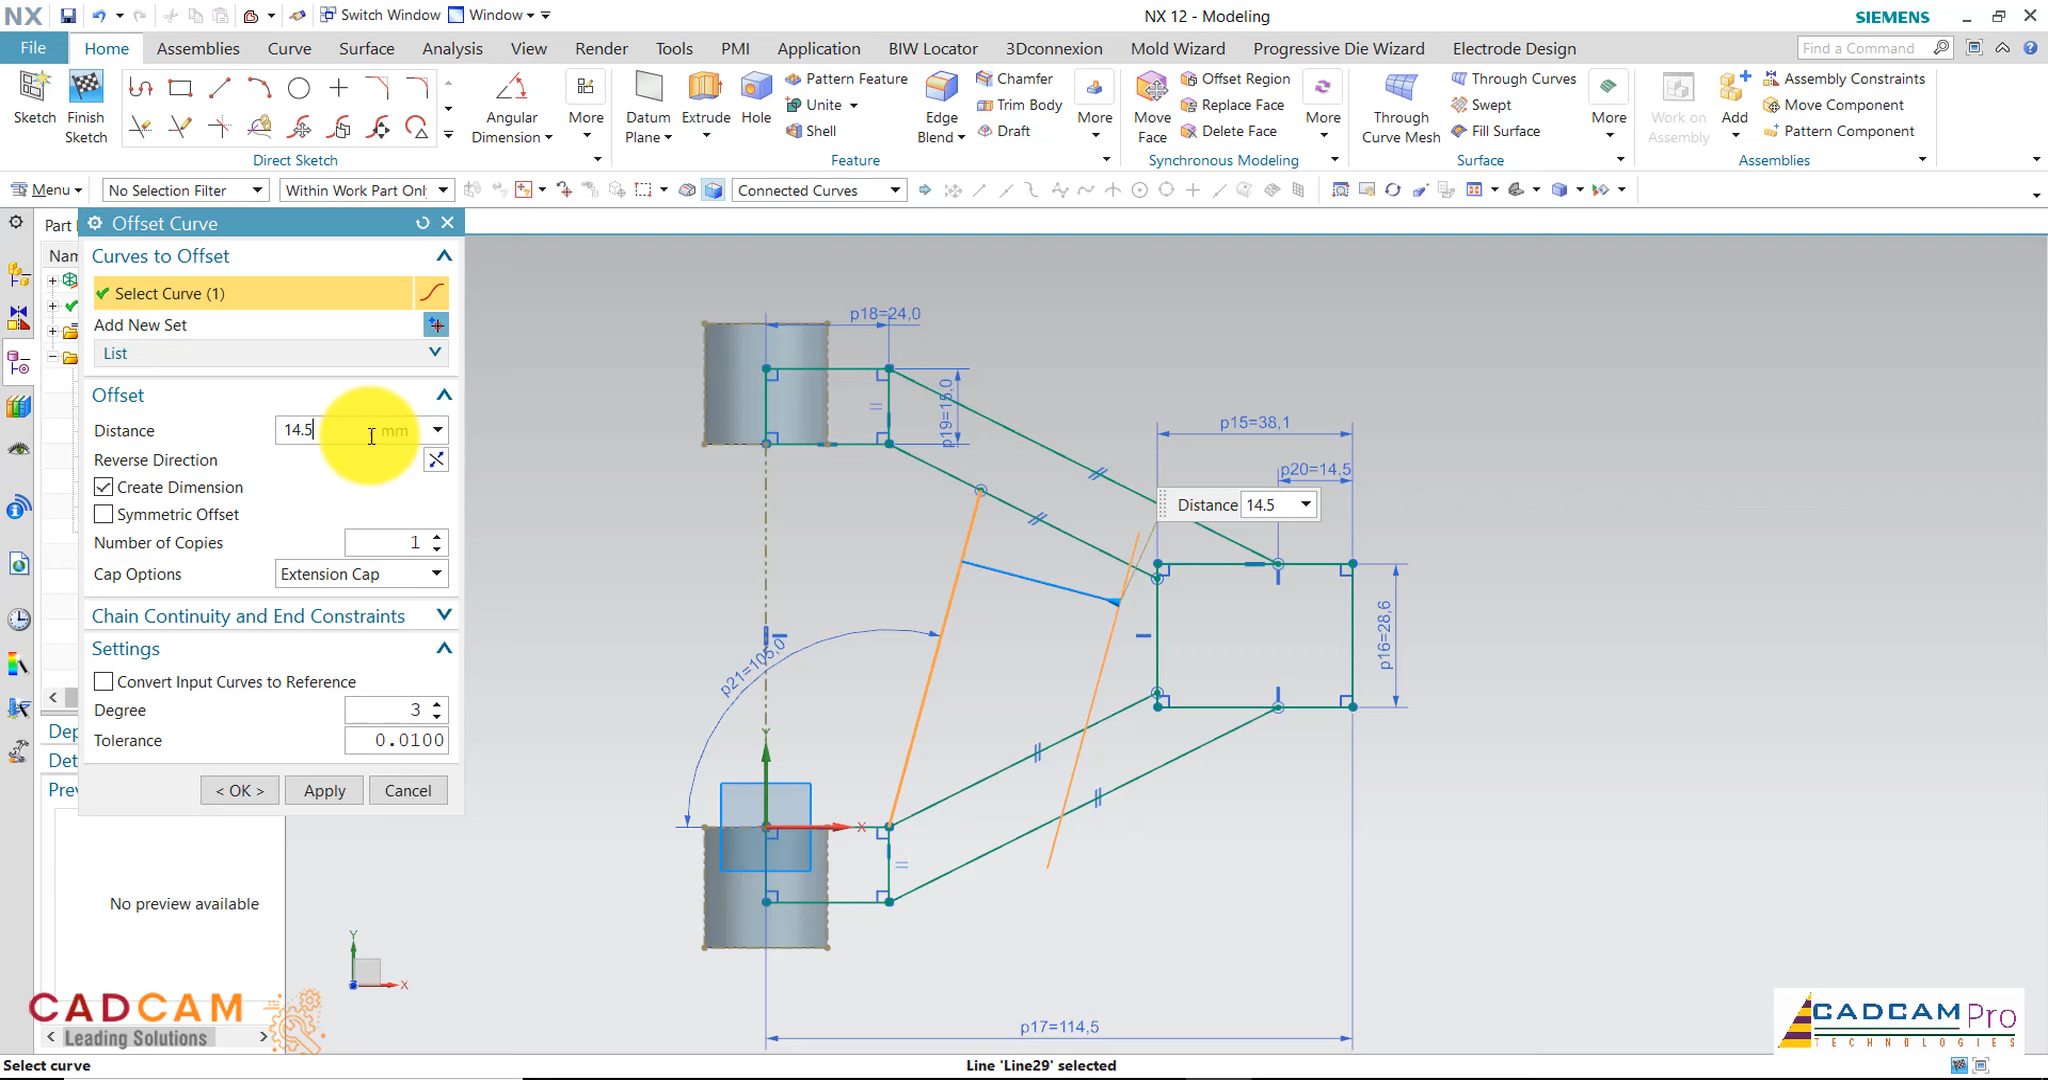 NX
Switch Window
Window
NX 12 - Modeling
SIEMENS
File
Home
Assemblies
Curve
Surface
Analysis
View
Render
Tools
PMI
Application
BIW Locator
3Dconnexion
Mold Wizard
Progressive Die Wizard
Electrode Design
Find a Command
Sketch
Finish Sketch
Angular Dimension
More
Datum Plane
Extrude
Hole
Pattern Feature
Unite
Shell
Edge Blend
Chamfer
Trim Body
Draft
More
Move Face
Offset Region
Replace Face
Delete Face
More
Through Curve Mesh
Through Curves
Swept
Fill Surface
More
Work on Assembly
Add
Assembly Constraints
Move Component
Pattern Component
Direct Sketch
Feature
Synchronous Modeling
Surface
Assemblies
Menu
No Selection Filter
Within Work Part Only
Connected Curves
Part
Nam
Offset Curve
Curves to Offset
Select Curve (1)
Add New Set
List
Offset
Distance
14.5
mm
Reverse Direction
Create Dimension
Symmetric Offset
Number of Copies
1
Cap Options
Extension Cap
Chain Continuity and End Constraints
Settings
Convert Input Curves to Reference
Degree
3
Tolerance
0.0100
< OK >
Apply
Cancel
Dep
Det
Prev
No preview available
p18=24,0
p19=15,0
p15=38,1
p20=14,5
Distance 14.5
p16=28,6
p21=105,0
Y
X
p17=114,5
Y
X
CADCAM
Leading Solutions
CADCAM Pro
TECHNOLOGIES
Select curve
Line 'Line29' selected